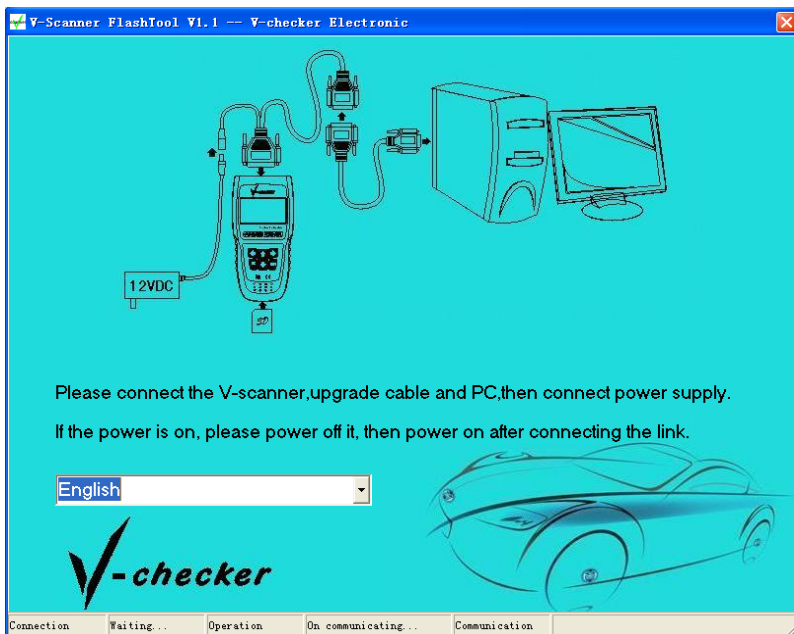 V-Scanner FlashTool V1.1 -- V-checker Electronic
12VDC
V-checker
SD
Please connect the V-scanner,upgrade cable and PC,then connect power supply.
If the power is on, please power off it, then power on after connecting the link.
English
V-checker
Connection
Waiting...
Operation
On communicating...
Communication